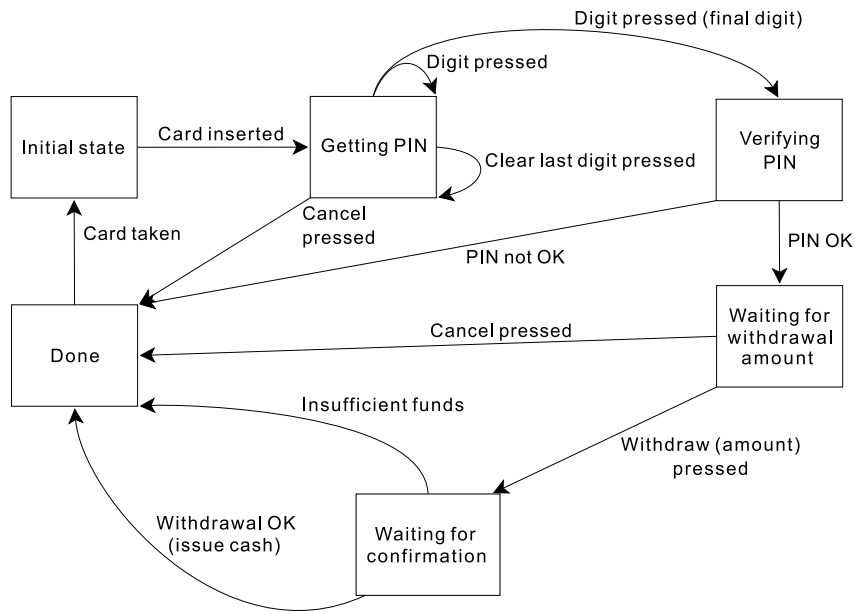 Digit pressed (final digit)
Digit pressed
Card inserted
Initial state
Getting PIN
Clear last digit pressed
Verifying
PIN
Cancel
pressed
Card taken
PIN not OK
PIN OK
Waiting for
withdrawal
amount
Cancel pressed
Done
Insufficient funds
Withdraw (amount)
pressed
Withdrawal OK
(issue cash)
Waiting for
confirmation